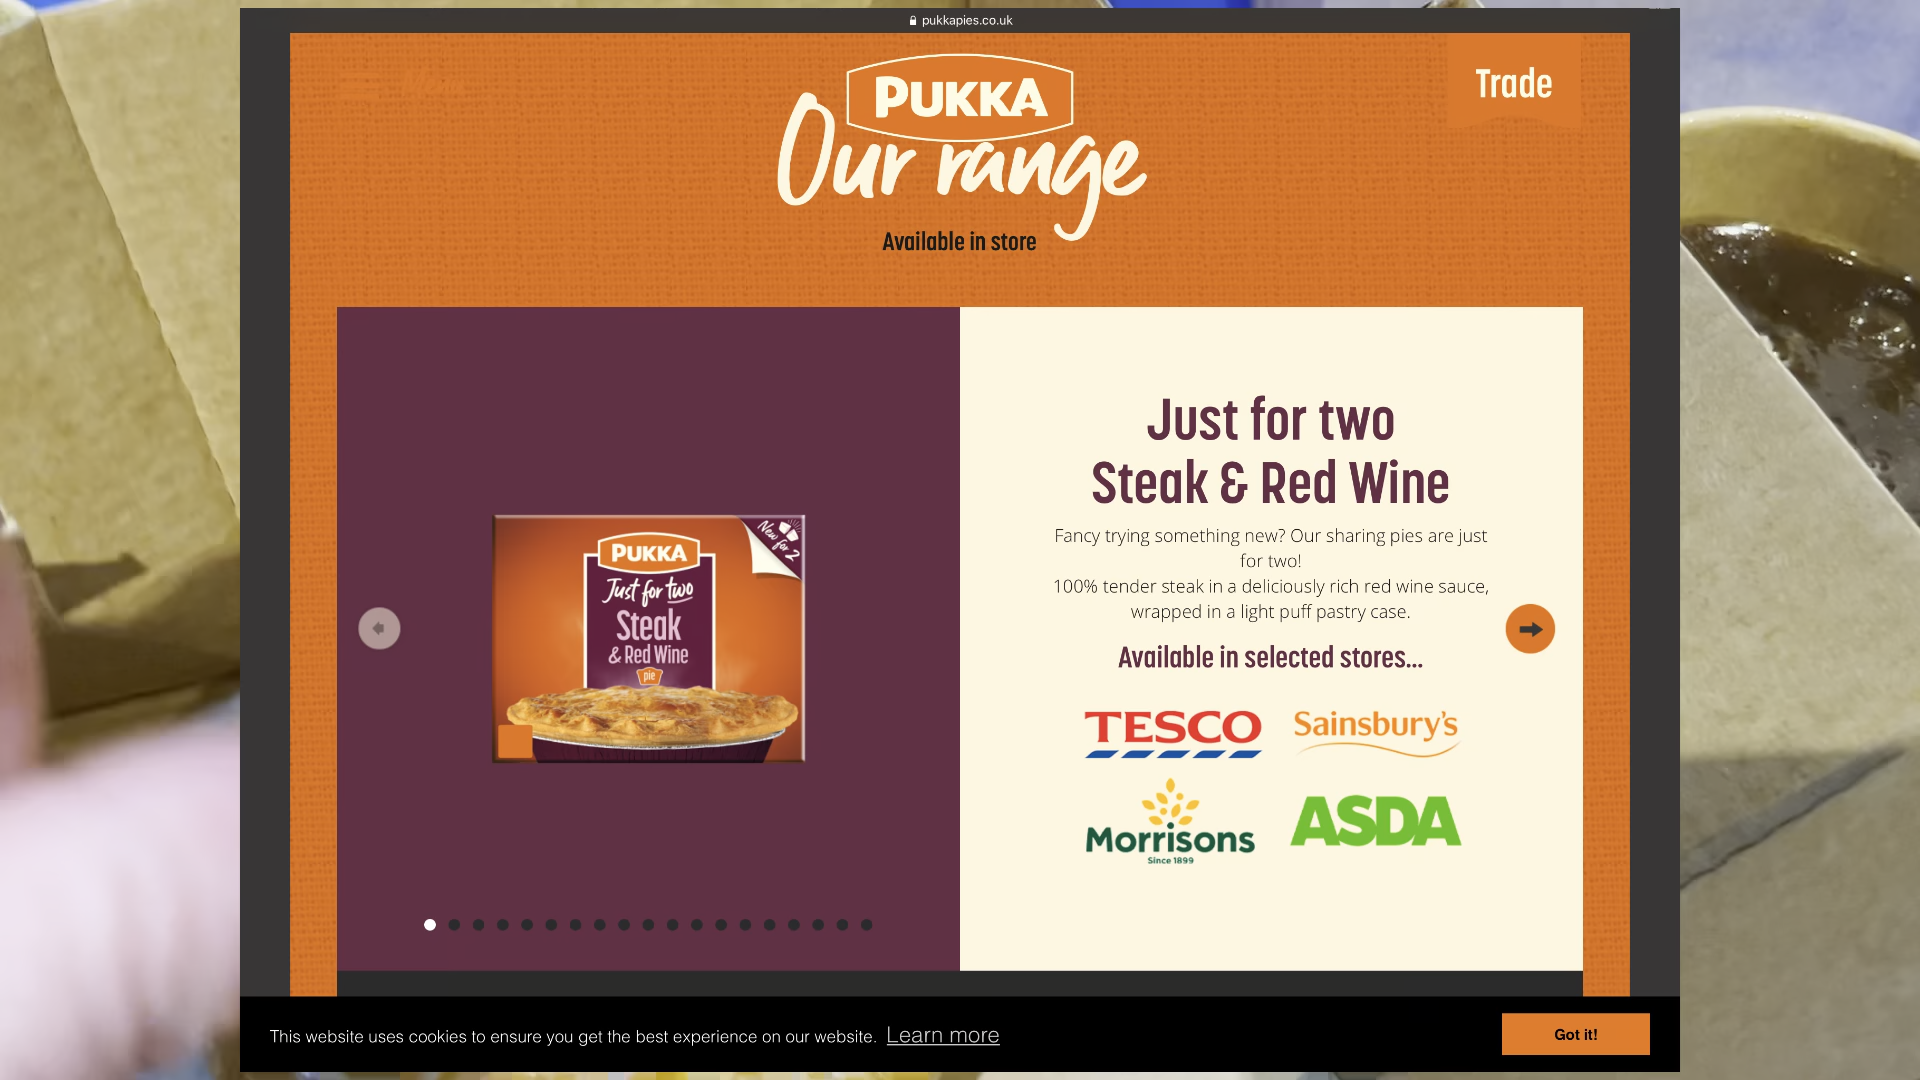 pukkapies.co.uk
PUKKA
Trade
Our range
Available in store
Just for two
Steak & Red Wine
Fancy trying something new? Our sharing pies are just
for two!
100% tender steak in a deliciously rich red wine sauce,
wrapped in a light puff pastry case.
Available in selected stores...
TESCO
Sainsbury's
Morrisons
Since 1899
ASDA
New for 2
PUKKA
Just for two
Steak
& Red Wine
pie
This website uses cookies to ensure you get the best experience on our website. Learn more
Got it!